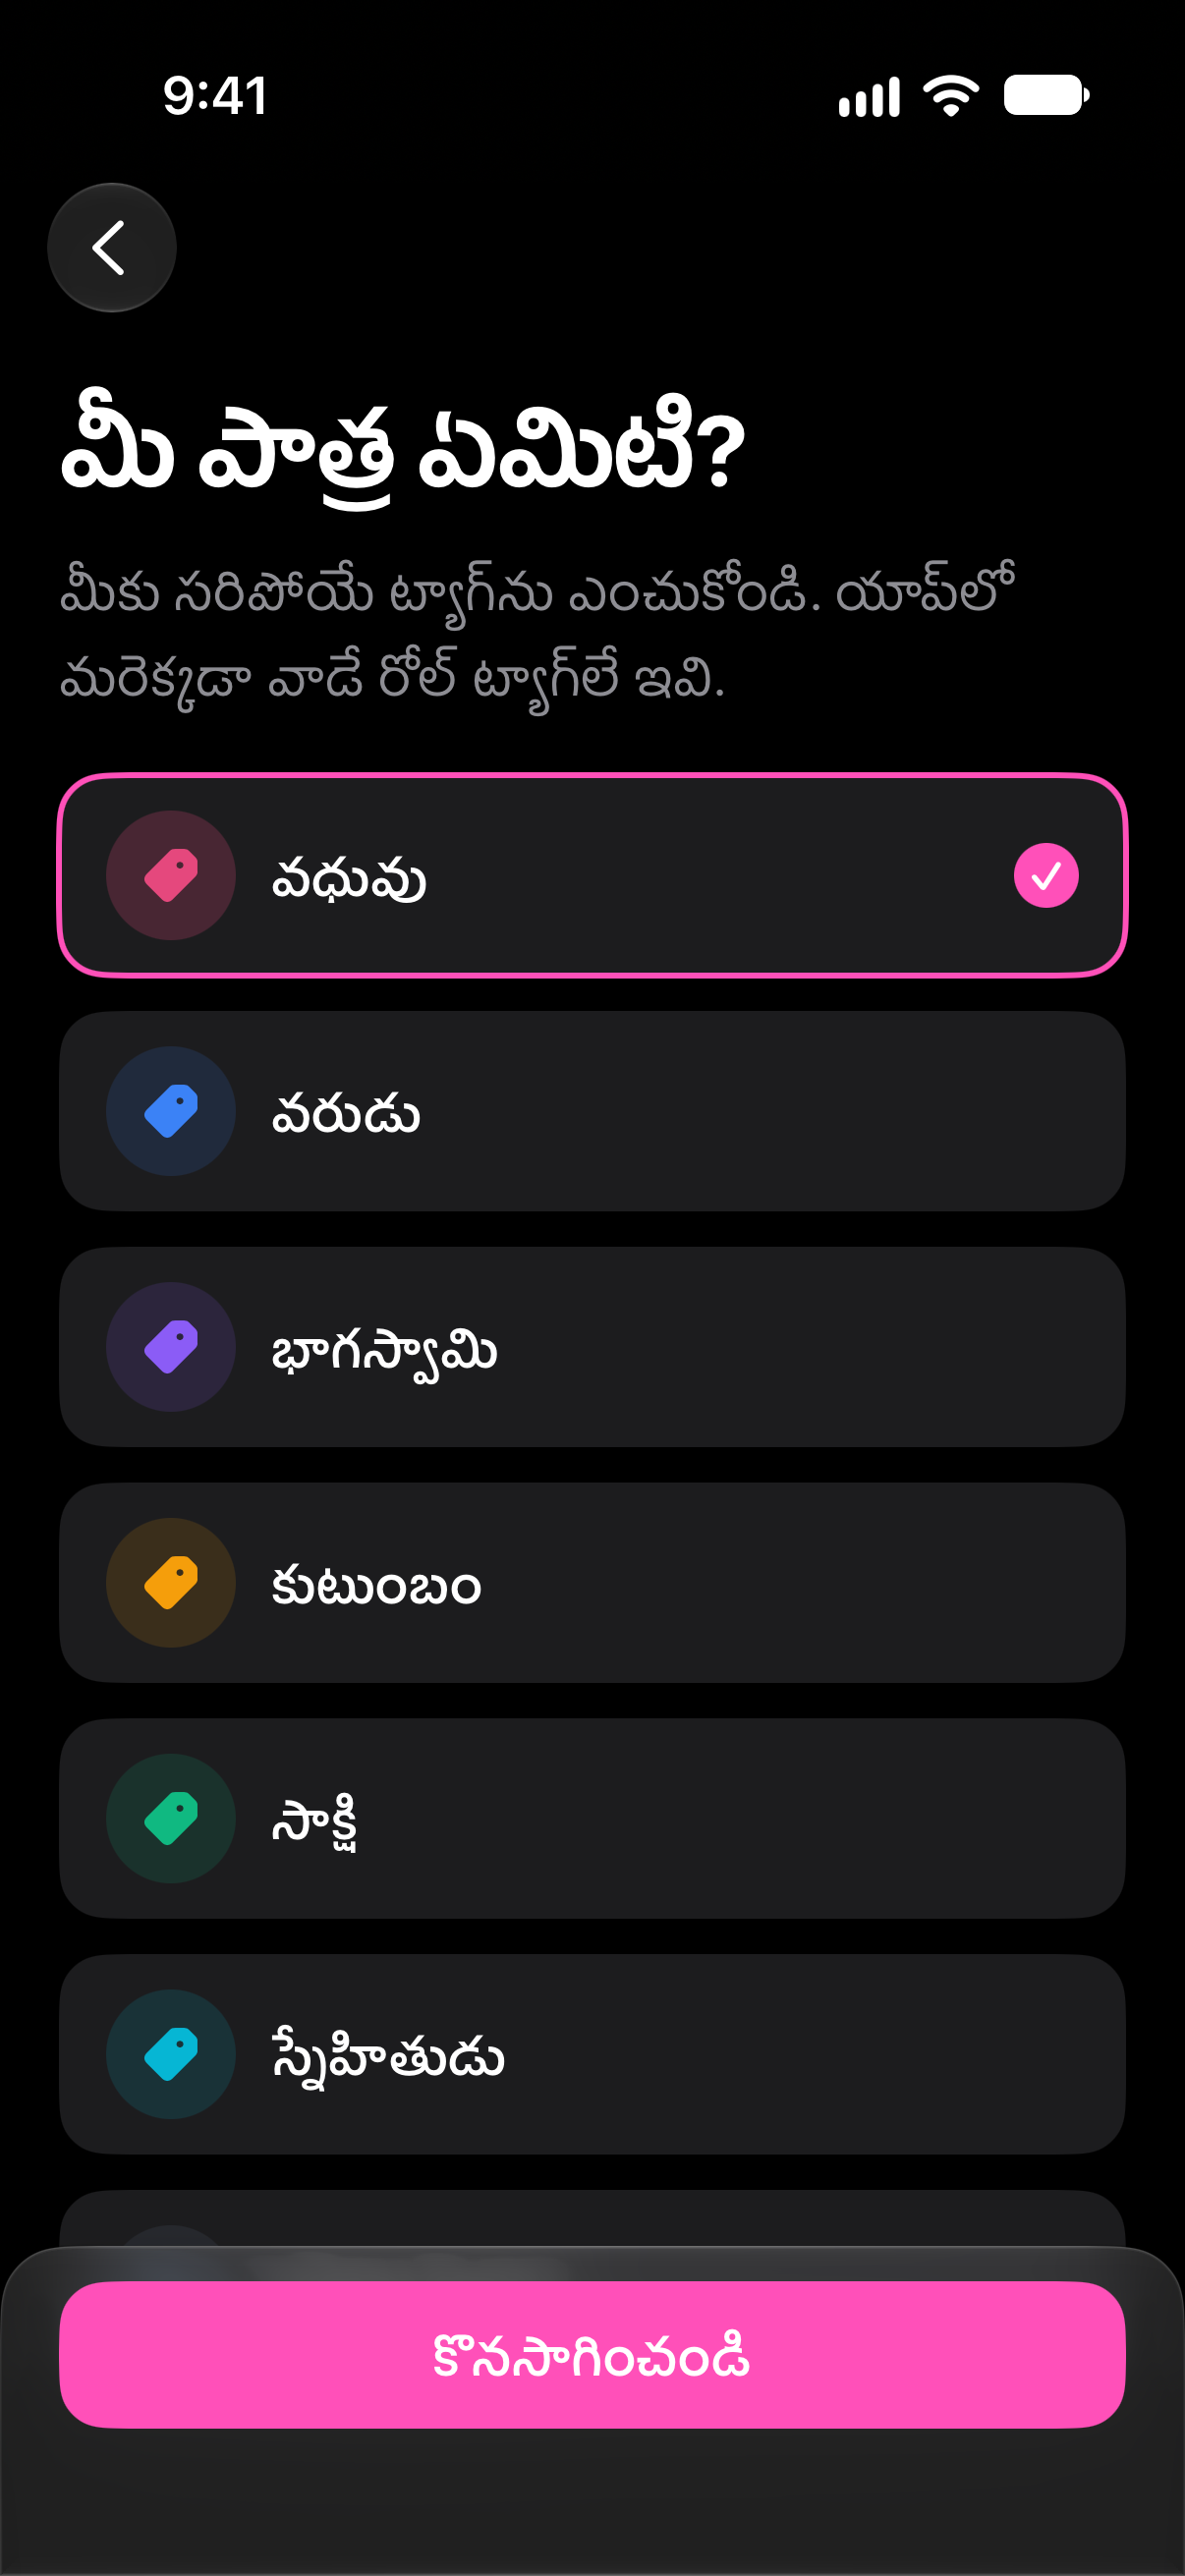 9:41
మీ పాత్ర ఏమిటి?
మీకు సరిపోయే ట్యాగ్‌ను ఎంచుకోండి. యాప్‌లో
మరెక్కడా వాడే రోల్ ట్యాగ్‌లే ఇవి.
వధువు
వరుడు
భాగస్వామి
కుటుంబం
సాక్షి
స్నేహితుడు
కొనసాగించండి